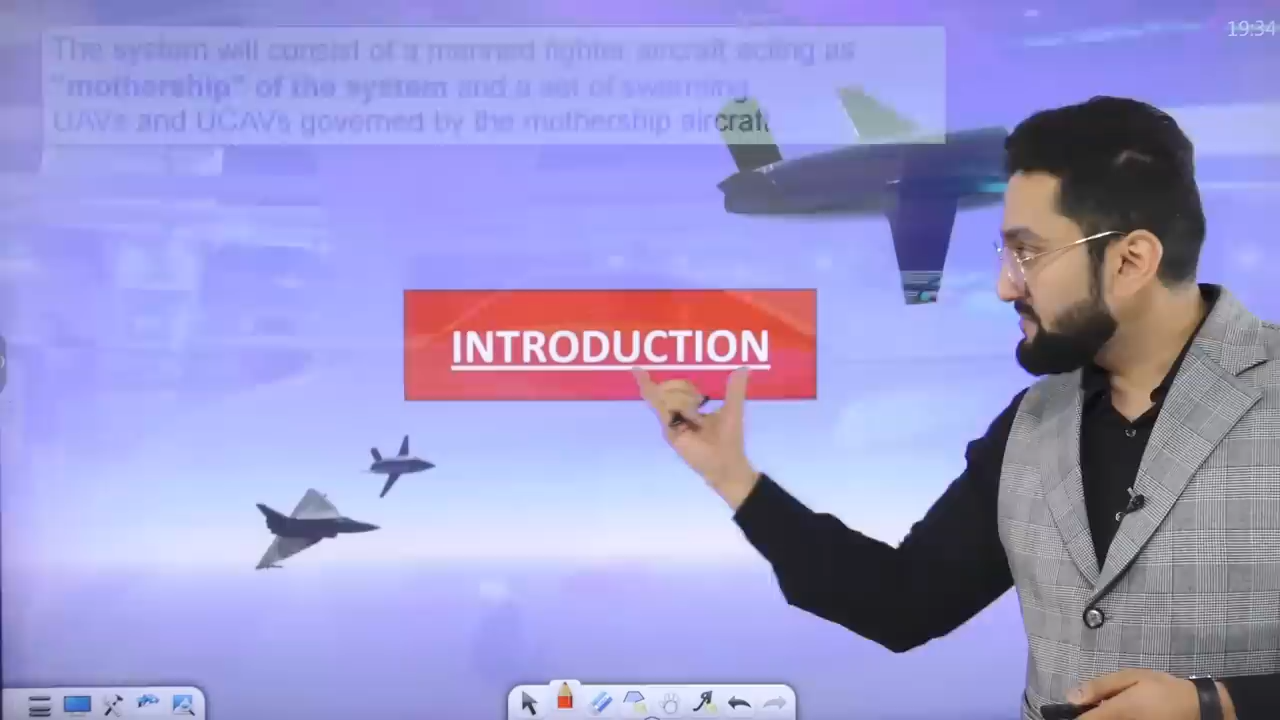 19:34
The system will consist of a manned fighter aircraft acting as
"mothership" of the system and a set of swarming
UAVs and UCAVs governed by the mothership aircraft.
INTRODUCTION